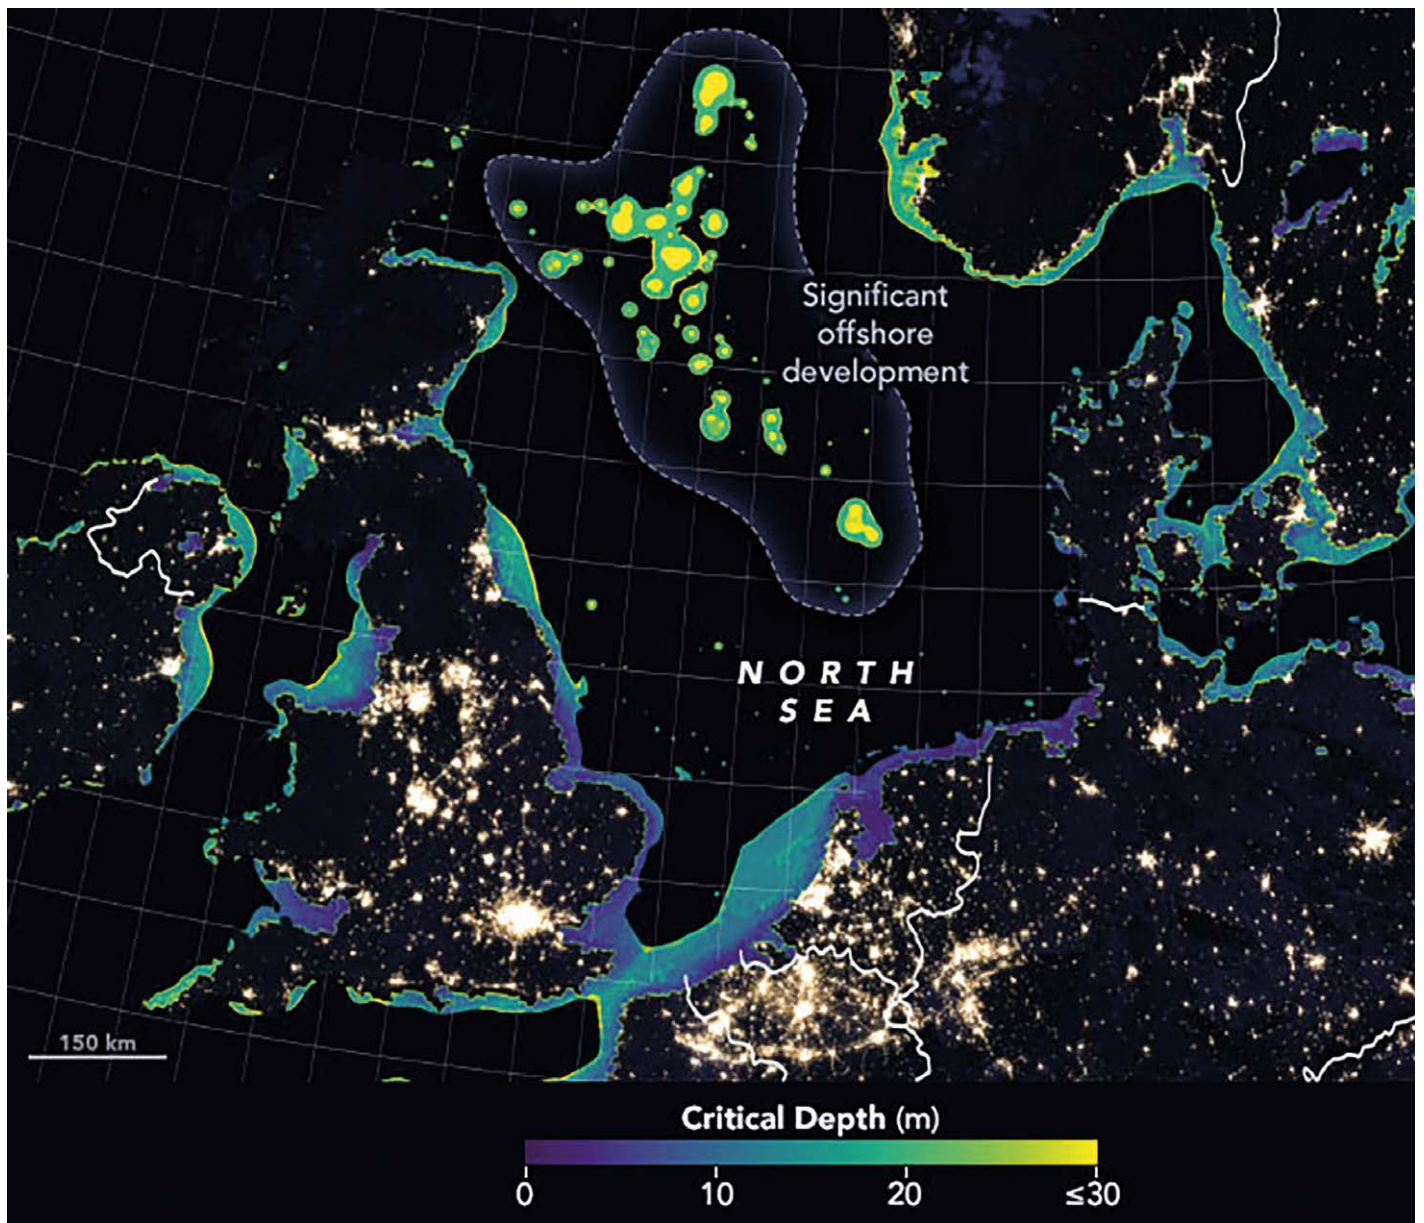 Significant
offshore
development
NORTH
SEA
150 km
Critical Depth (m)
0 10 20 ≤30